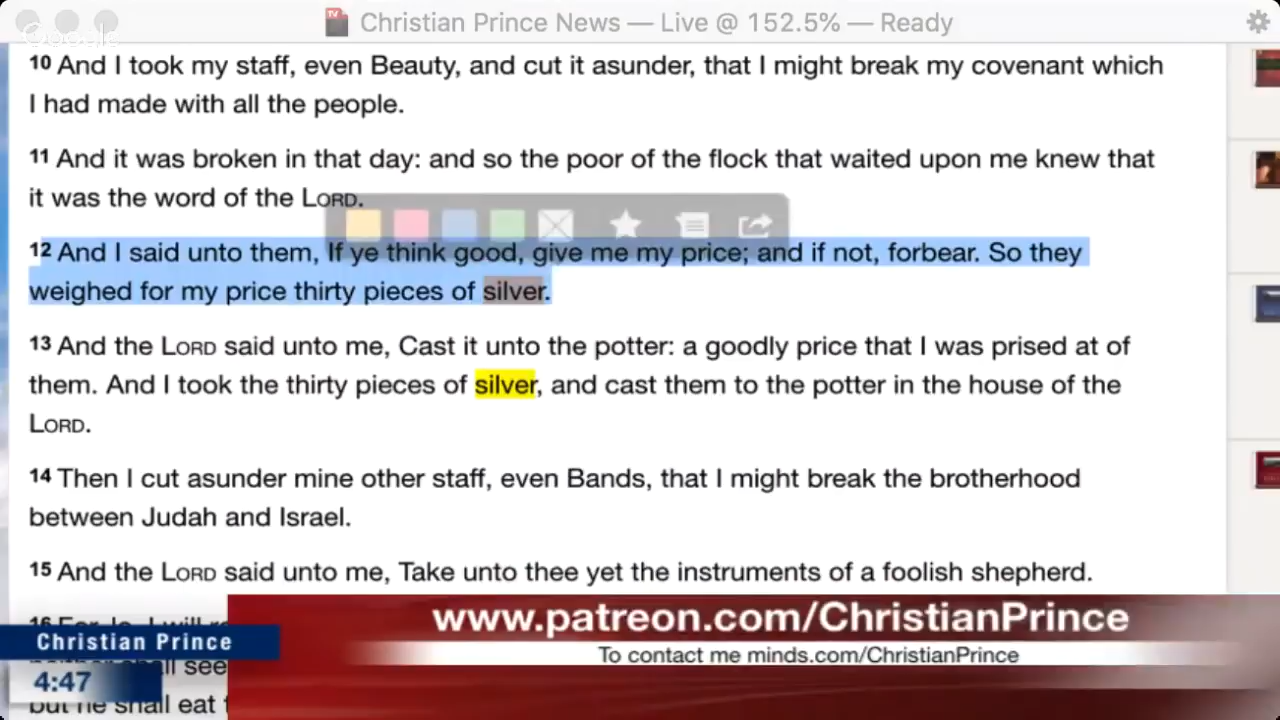 Christian Prince News — Live @ 152.5% — Ready
Google
10 And I took my staff, even Beauty, and cut it asunder, that I might break my covenant which
I had made with all the people.
11 And it was broken in that day: and so the poor of the flock that waited upon me knew that
it was the word of the LORD.
12 And I said unto them, If ye think good, give me my price; and if not, forbear. So they
weighed for my price thirty pieces of silver.
13 And the LORD said unto me, Cast it unto the potter: a goodly price that I was prised at of
them. And I took the thirty pieces of silver, and cast them to the potter in the house of the
LORD.
14 Then I cut asunder mine other staff, even Bands, that I might break the brotherhood
between Judah and Israel.
15 And the LORD said unto me, Take unto thee yet the instruments of a foolish shepherd.
16 For, lo, I will
shall see
but he shall eat
www.patreon.com/ChristianPrince
To contact me minds.com/ChristianPrince
Christian Prince
4:47